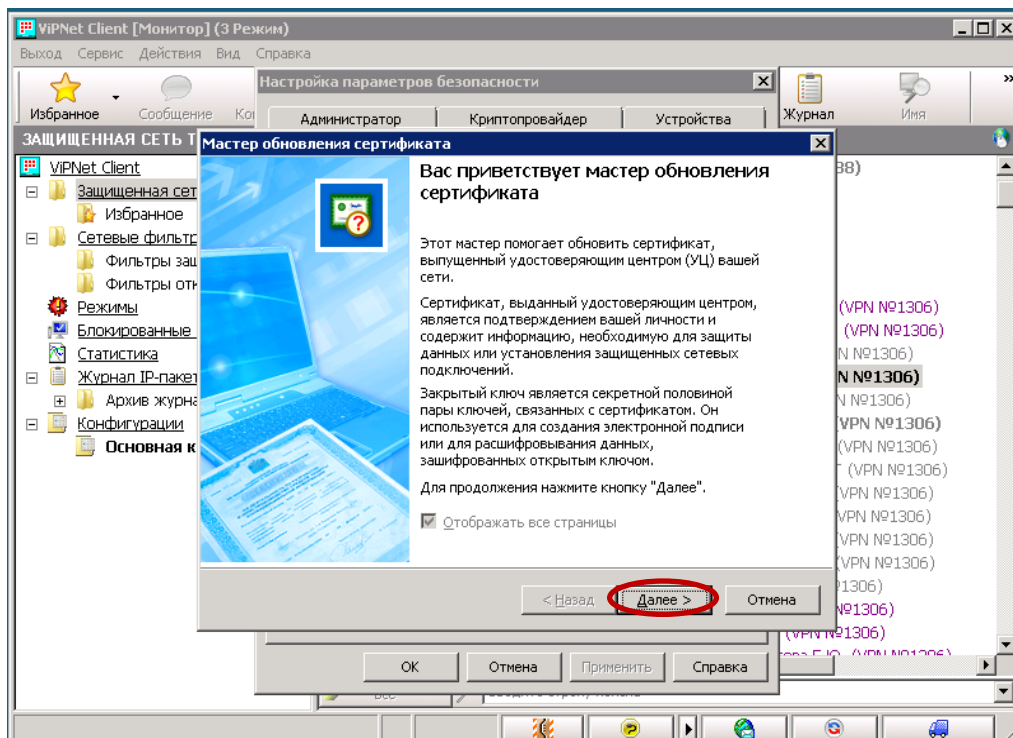 ViPNet Client [Монитор] (3 Режим)
Выход Сервис Действия Вид Справка
Настройка параметров безопасности
Избранное Сообщение Журнал Имя
Администратор Криптопровайдер Устройства
ЗАЩИЩЕННАЯ СЕТЬ
Мастер обновления сертификата
ViPNet Client
Защищенная сет
Избранное
Сетевые фильтр
Фильтры защ
Фильтры отк
Режимы
Блокированные
Статистика
Журнал IP-пакет
Архив журна
Конфигурации
Основная к
Вас приветствует мастер обновления
сертификата
Этот мастер помогает обновить сертификат,
выпущенный удостоверяющим центром (УЦ) вашей
сети.
Сертификат, выданный удостоверяющим центром,
является подтверждением вашей личности и
содержит информацию, необходимую для защиты
данных или установления защищенных сетевых
подключений.
Закрытый ключ является секретной половиной
пары ключей, связанных с сертификатом. Он
используется для создания электронной подписи
или для расшифровывания данных,
зашифрованных открытым ключом.
Для продолжения нажмите кнопку "Далее".
Отображать все страницы
< Назад Далее > Отмена
88)
(VPN №1306)
(VPN №1306)
N №1306)
N №1306)
N №1306)
(VPN №1306)
(VPN №1306)
(VPN №1306)
(VPN №1306)
VPN №1306)
(VPN №1306)
№1306)
№1306)
(VPN №1306)
OK Отмена Применить Справка